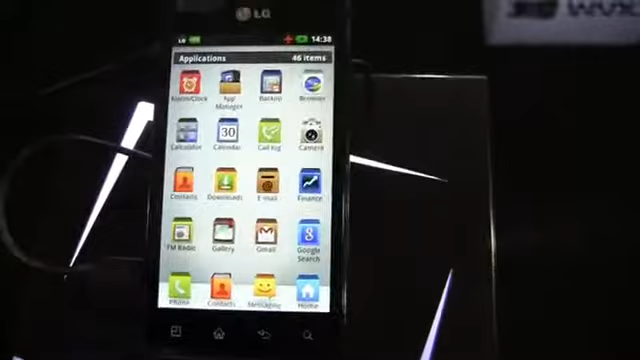 LG
14:38
Applications 46 items
Alarm/Clock App Manager Backup Browser
Calculator Calendar Call log Camera
30
Contacts Downloads E-mail Finance
FM Radio Gallery Gmail Google Search
Phone Contacts Messaging Home